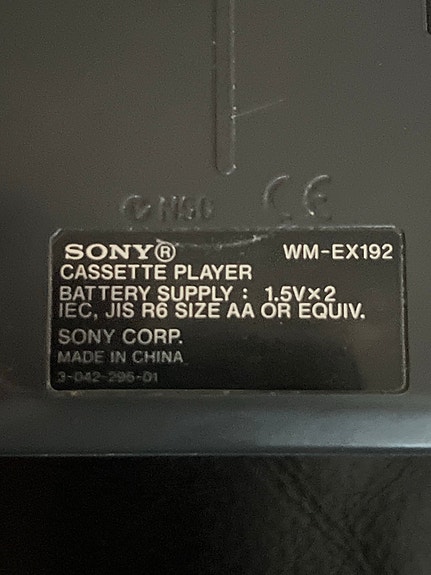 N50 CE
SONY® WM-EX192
CASSETTE PLAYER
BATTERY SUPPLY : 1.5V×2
IEC, JIS R6 SIZE AA OR EQUIV.
SONY CORP.
MADE IN CHINA
3-042-296-01